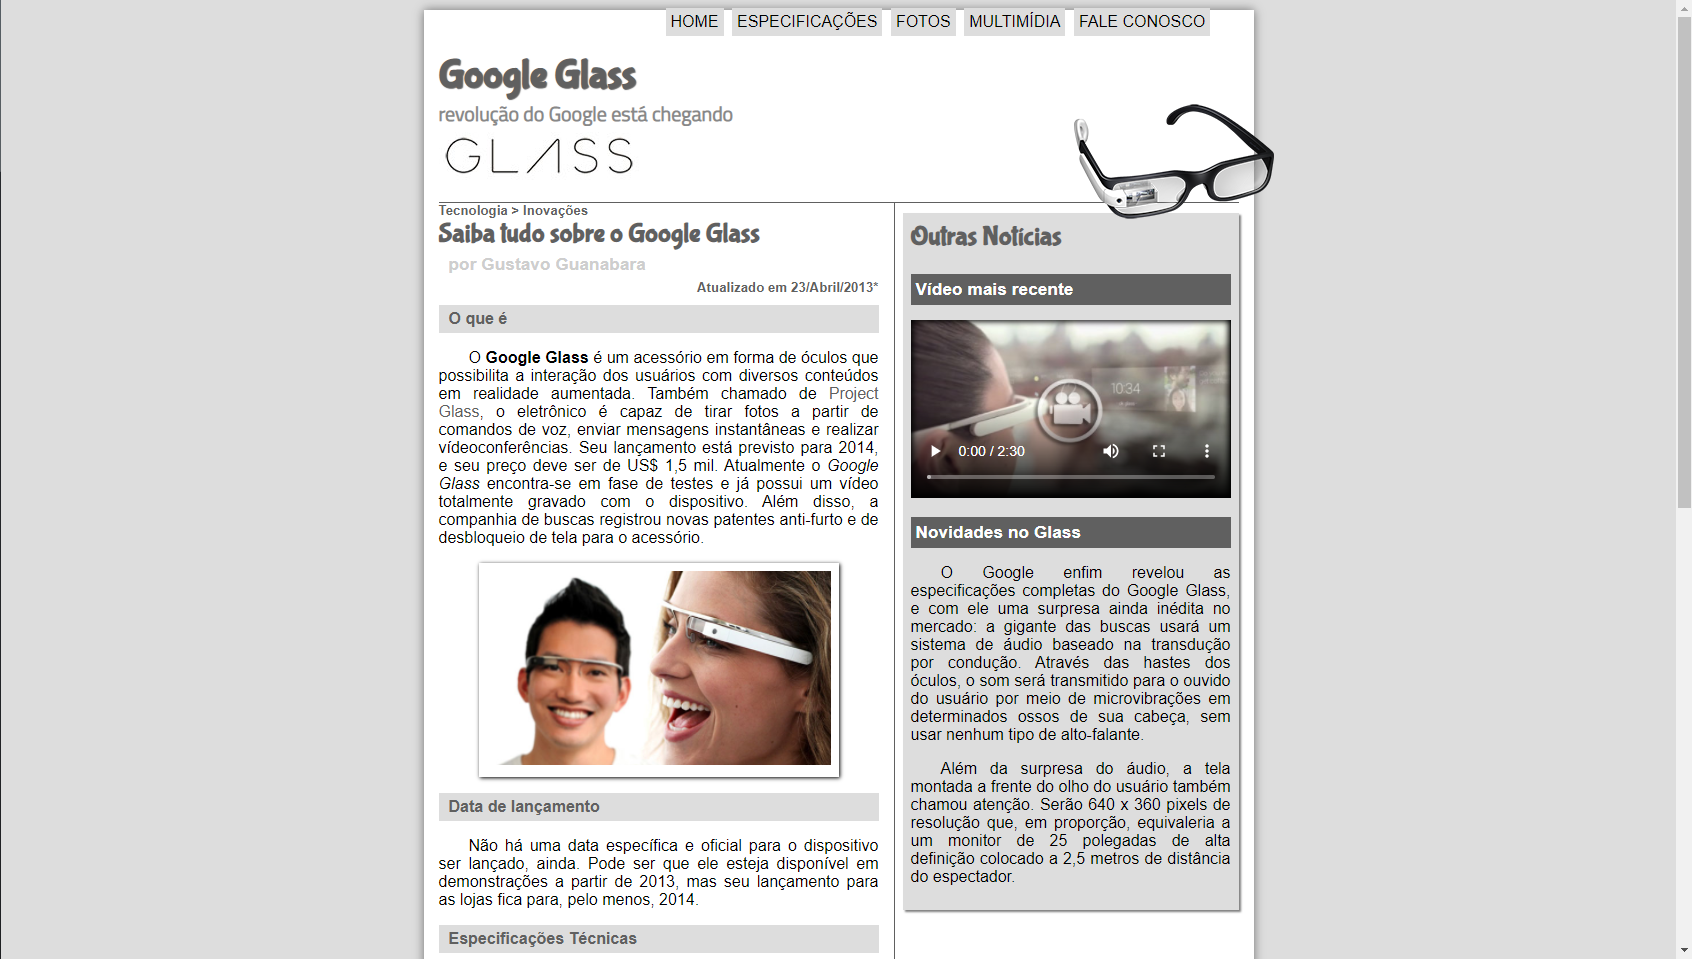 HOME ESPECIFICAÇÕES FOTOS MULTIMÍDIA FALE CONOSCO
Google Glass
revolução do Google está chegando
GLASS
Tecnologia > Inovações
Saiba tudo sobre o Google Glass
por Gustavo Guanabara
Atualizado em 23/Abril/2013*
O que é
O Google Glass é um acessório em forma de óculos que
possibilita a interação dos usuários com diversos conteúdos
em realidade aumentada. Também chamado de Project
Glass, o eletrônico é capaz de tirar fotos a partir de
comandos de voz, enviar mensagens instantâneas e realizar
vídeoconferências. Seu lançamento está previsto para 2014,
e seu preço deve ser de US$ 1,5 mil. Atualmente o Google
Glass encontra-se em fase de testes e já possui um vídeo
totalmente gravado com o dispositivo. Além disso, a
companhia de buscas registrou novas patentes anti-furto e de
desbloqueio de tela para o acessório.
Data de lançamento
Não há uma data específica e oficial para o dispositivo
ser lançado, ainda. Pode ser que ele esteja disponível em
demonstrações a partir de 2013, mas seu lançamento para
as lojas fica para, pelo menos, 2014.
Especificações Técnicas
Outras Notícias
Vídeo mais recente
10:34
0:00 / 2:30
Novidades no Glass
O Google enfim revelou as
especificações completas do Google Glass,
e com ele uma surpresa ainda inédita no
mercado: a gigante das buscas usará um
sistema de áudio baseado na transdução
por condução. Através das hastes dos
óculos, o som será transmitido para o ouvido
do usuário por meio de microvibrações em
determinados ossos de sua cabeça, sem
usar nenhum tipo de alto-falante.
Além da surpresa do áudio, a tela
montada a frente do olho do usuário também
chamou atenção. Serão 640 x 360 pixels de
resolução que, em proporção, equivaleria a
um monitor de 25 polegadas de alta
definição colocado a 2,5 metros de distância
do espectador.